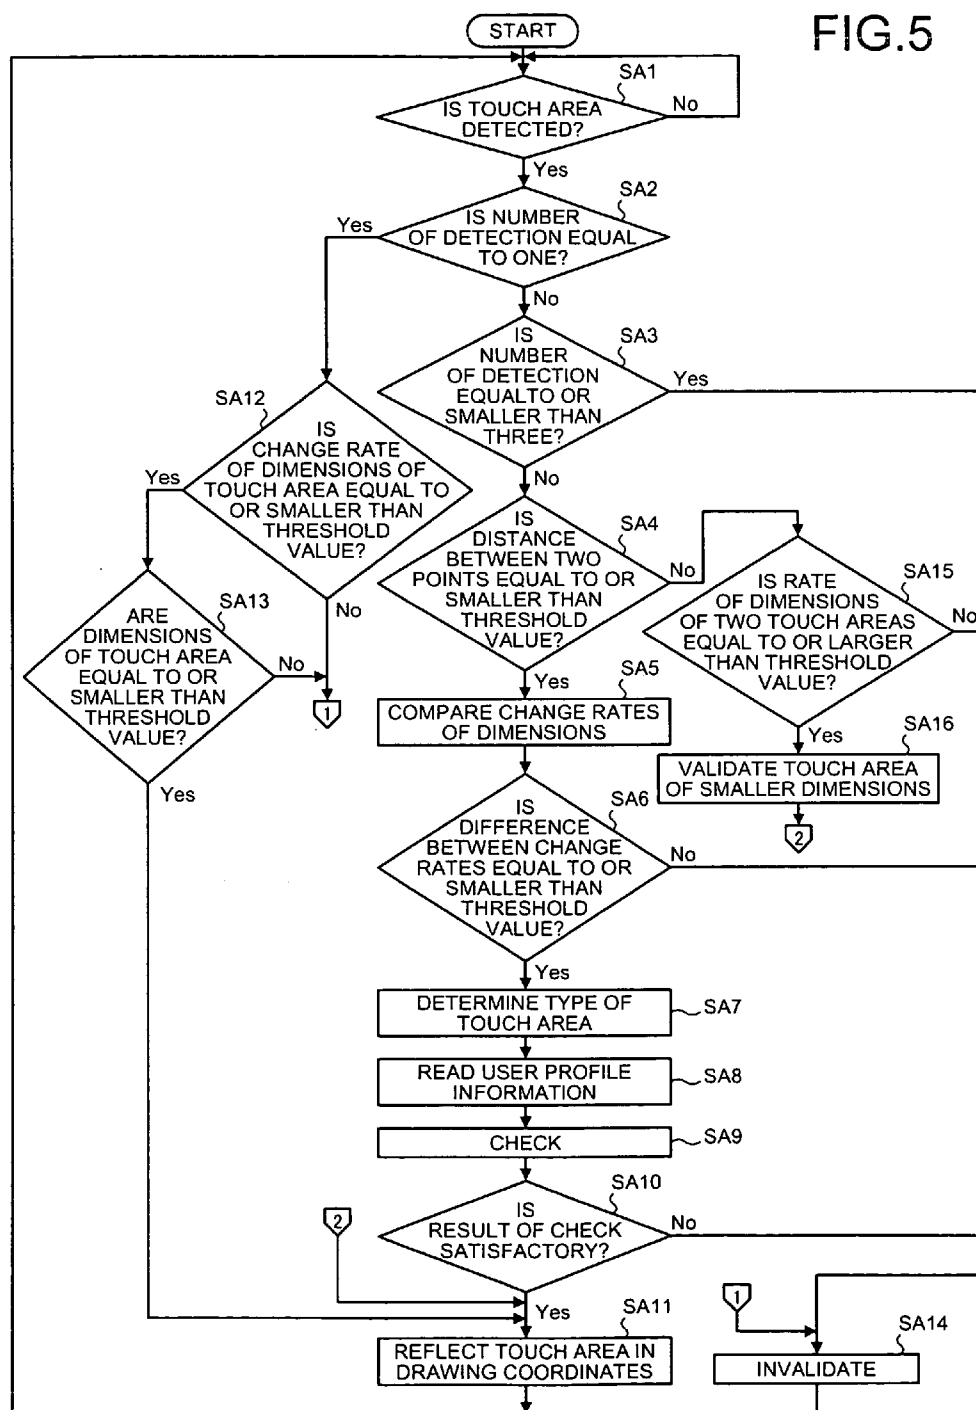 FIG.5
START
SA1
IS TOUCH AREA
DETECTED?
No
Yes
SA2
IS NUMBER
OF DETECTION EQUAL
TO ONE?
Yes
No
SA3
IS
NUMBER
OF DETECTION
EQUALTO OR
SMALLER THAN
THREE?
Yes
No
SA12
IS
CHANGE RATE
OF DIMENSIONS OF
TOUCH AREA EQUAL TO
OR SMALLER THAN
THRESHOLD
VALUE?
Yes
No
SA13
ARE
DIMENSIONS
OF TOUCH AREA
EQUAL TO OR
SMALLER THAN
THRESHOLD
VALUE?
No
Yes
1
SA4
IS
DISTANCE
BETWEEN TWO
POINTS EQUAL TO OR
SMALLER THAN
THRESHOLD
VALUE?
No
Yes
SA15
IS RATE
OF DIMENSIONS
OF TWO TOUCH AREAS
EQUAL TO OR LARGER
THAN THRESHOLD
VALUE?
No
Yes
SA16
VALIDATE TOUCH AREA
OF SMALLER DIMENSIONS
2
SA5
COMPARE CHANGE RATES
OF DIMENSIONS
SA6
IS
DIFFERENCE
BETWEEN CHANGE
RATES EQUAL TO OR
SMALLER THAN
THRESHOLD
VALUE?
No
Yes
DETERMINE TYPE OF
TOUCH AREA
SA7
READ USER PROFILE
INFORMATION
SA8
CHECK
SA9
SA10
IS
RESULT OF CHECK
SATISFACTORY?
No
Yes
2
SA11
REFLECT TOUCH AREA IN
DRAWING COORDINATES
1
SA14
INVALIDATE